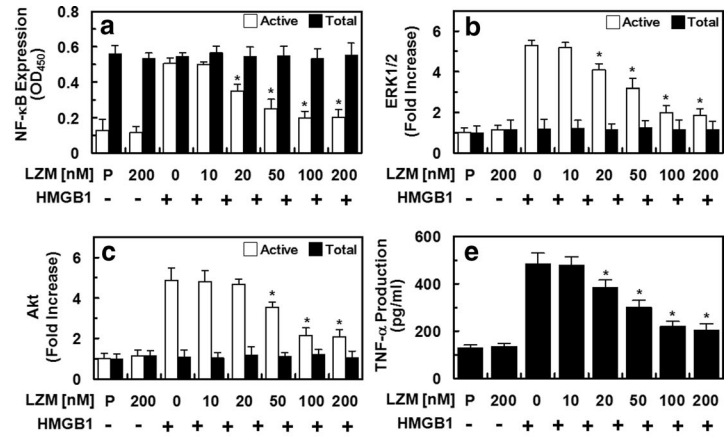 a
Active Total
NF-κB Expression
(OD450)
0.8
0.6
0.4
0.2
0
LZM [nM] P 200 0 10 20 50 100 200
HMGB1 - - + + + + + +
* * * *
b
Active Total
ERK1/2
(Fold Increase)
6
4
2
0
LZM [nM] P 200 0 10 20 50 100 200
HMGB1 - - + + + + + +
* * * *
c
Active Total
Akt
(Fold Increase)
6
4
2
0
LZM [nM] P 200 0 10 20 50 100 200
HMGB1 - - + + + + + +
* * *
e
TNF-α Production
(pg/ml)
600
400
200
0
LZM [nM] P 200 0 10 20 50 100 200
HMGB1 - - + + + + + +
* * * *